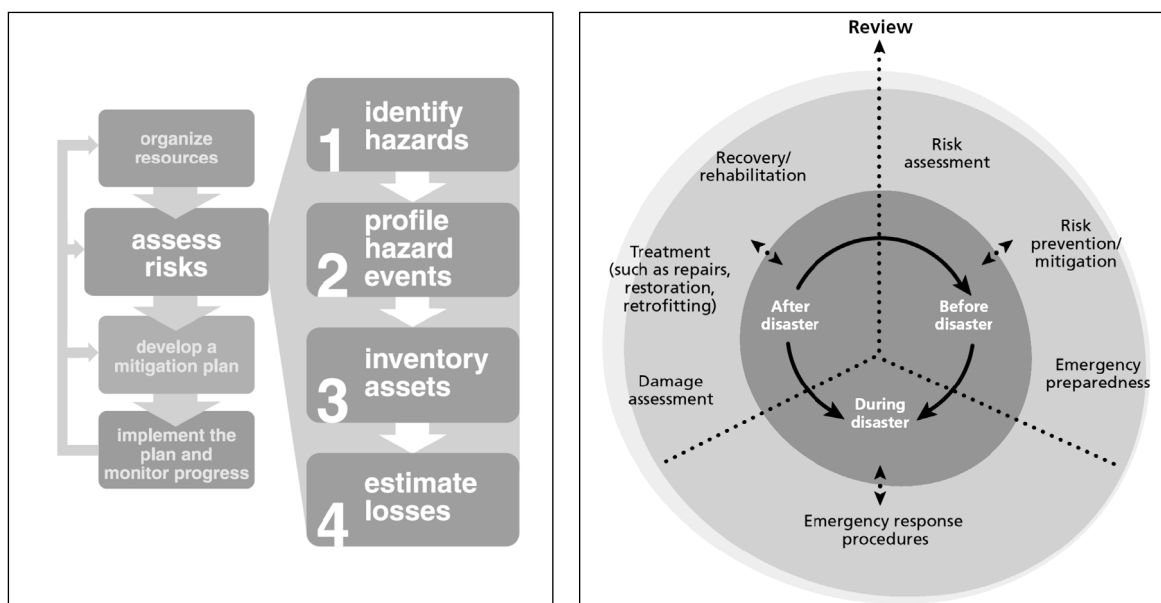 organize
resources
assess
risks
develop a
mitigation plan
implement the
plan and
monitor progress
1
identify
hazards
2
profile
hazard
events
3
inventory
assets
4
estimate
losses
Review
Recovery/
rehabilitation
Risk
assessment
Treatment
(such as repairs,
restoration,
retrofitting)
Risk
prevention/
mitigation
After
disaster
Before
disaster
Damage
assessment
During
disaster
Emergency
preparedness
Emergency response
procedures